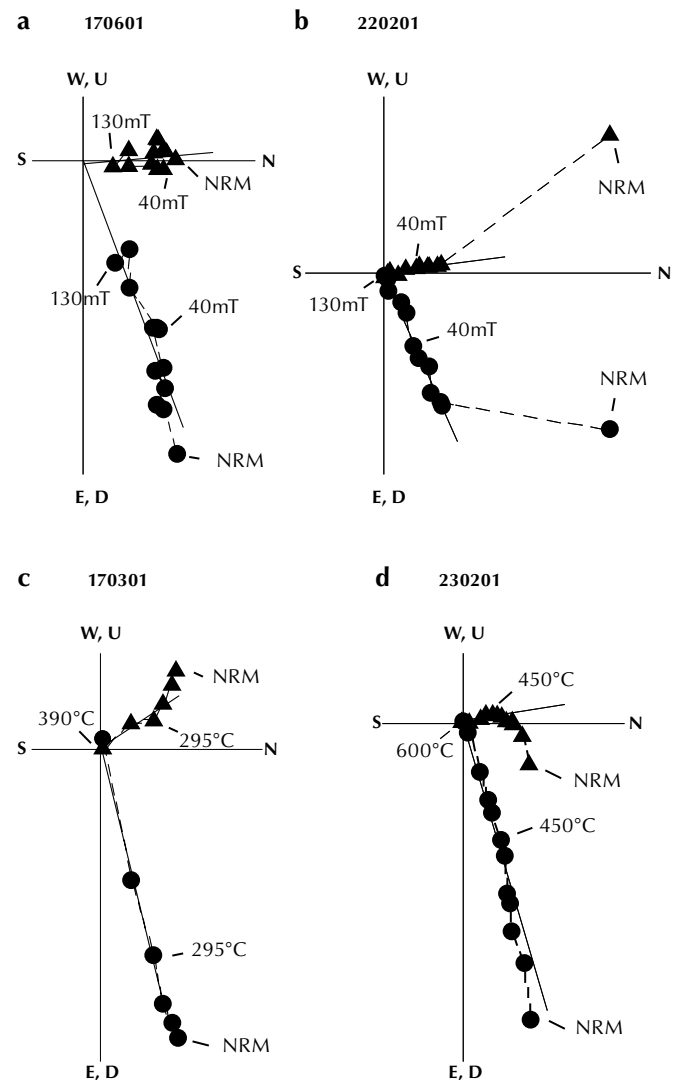 a 170601
W, U
130mT
S N
NRM
40mT
130mT
40mT
NRM
E, D
b 220201
W, U
NRM
40mT
S N
130mT
40mT
NRM
E, D
c 170301
W, U
NRM
390°C
295°C
S N
295°C
NRM
E, D
d 230201
W, U
450°C
S N
600°C
NRM
450°C
NRM
E, D